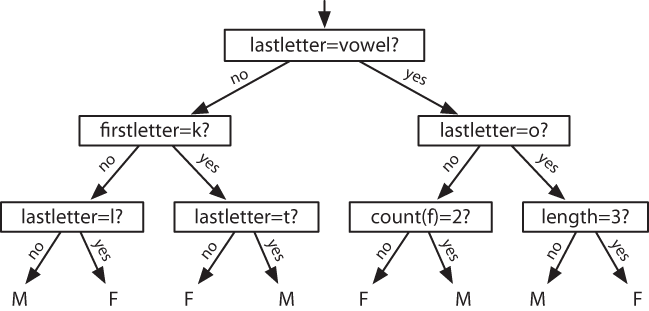 lastletter=vowel?
no
yes
firstletter=k?
lastletter=o?
no
yes
no
yes
lastletter=l?
lastletter=t?
count(f)=2?
length=3?
no
yes
no
yes
no
yes
no
yes
M
F
F
M
F
M
M
F